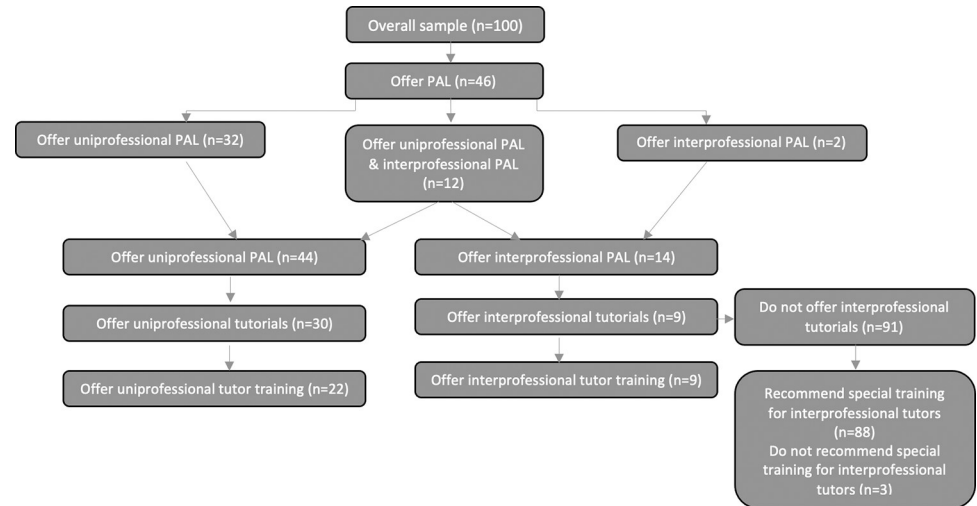 Overall sample (n=100)
Offer PAL (n=46)
Offer uniprofessional PAL (n=32)
Offer uniprofessional PAL
& interprofessional PAL
(n=12)
Offer interprofessional PAL (n=2)
Offer uniprofessional PAL (n=44)
Offer interprofessional PAL (n=14)
Offer uniprofessional tutorials (n=30)
Offer interprofessional tutorials (n=9)
Do not offer interprofessional
tutorials (n=91)
Offer uniprofessional tutor training (n=22)
Offer interprofessional tutor training (n=9)
Recommend special training
for interprofessional tutors
(n=88)
Do not recommend special
training for interprofessional
tutors (n=3)